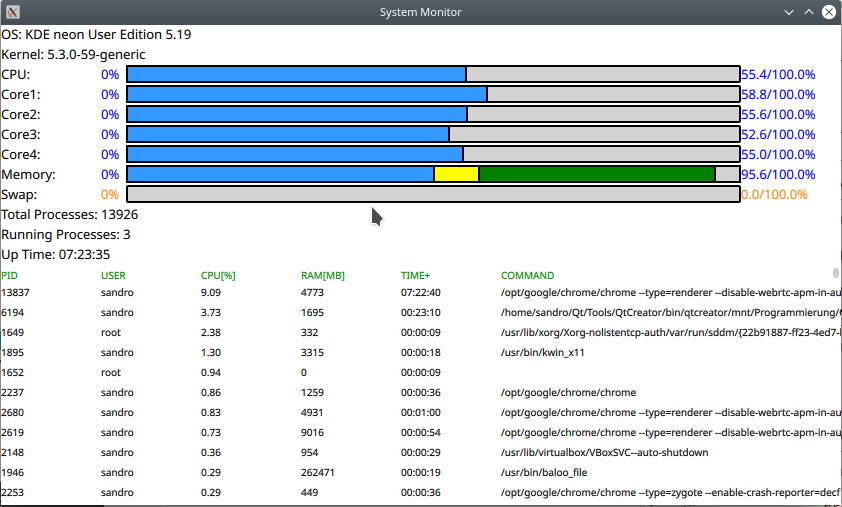 System Monitor
OS: KDE neon User Edition 5.19
Kernel: 5.3.0-59-generic
CPU: 0% 55.4/100.0%
Core1: 0% 58.8/100.0%
Core2: 0% 55.6/100.0%
Core3: 0% 52.6/100.0%
Core4: 0% 55.0/100.0%
Memory: 0% 95.6/100.0%
Swap: 0% 0.0/100.0%
Total Processes: 13926
Running Processes: 3
Up Time: 07:23:35
PID USER CPU[%] RAM[MB] TIME+ COMMAND
13837 sandro 9.09 4773 07:22:40 /opt/google/chrome/chrome --type=renderer --disable-webrtc-apm-in-au
6194 sandro 3.73 1695 00:23:10 /home/sandro/Qt/Tools/QtCreator/bin/qtcreator/mnt/Programmierung/
1649 root 2.38 332 00:00:09 /usr/lib/xorg/Xorg-nolistentcp-auth/var/run/sddm/{22b91887-ff23-4ed7-
1895 sandro 1.30 3315 00:00:18 /usr/bin/kwin_x11
1652 root 0.94 0 00:00:09
2237 sandro 0.86 1259 00:00:36 /opt/google/chrome/chrome
2680 sandro 0.83 4931 00:01:00 /opt/google/chrome/chrome --type=renderer --disable-webrtc-apm-in-au
2619 sandro 0.73 9016 00:00:54 /opt/google/chrome/chrome --type=renderer --disable-webrtc-apm-in-au
2148 sandro 0.36 954 00:00:29 /usr/lib/virtualbox/VBoxSVC--auto-shutdown
1946 sandro 0.29 262471 00:00:19 /usr/bin/baloo_file
2253 sandro 0.29 449 00:00:36 /opt/google/chrome/chrome --type=zygote --enable-crash-reporter=decf